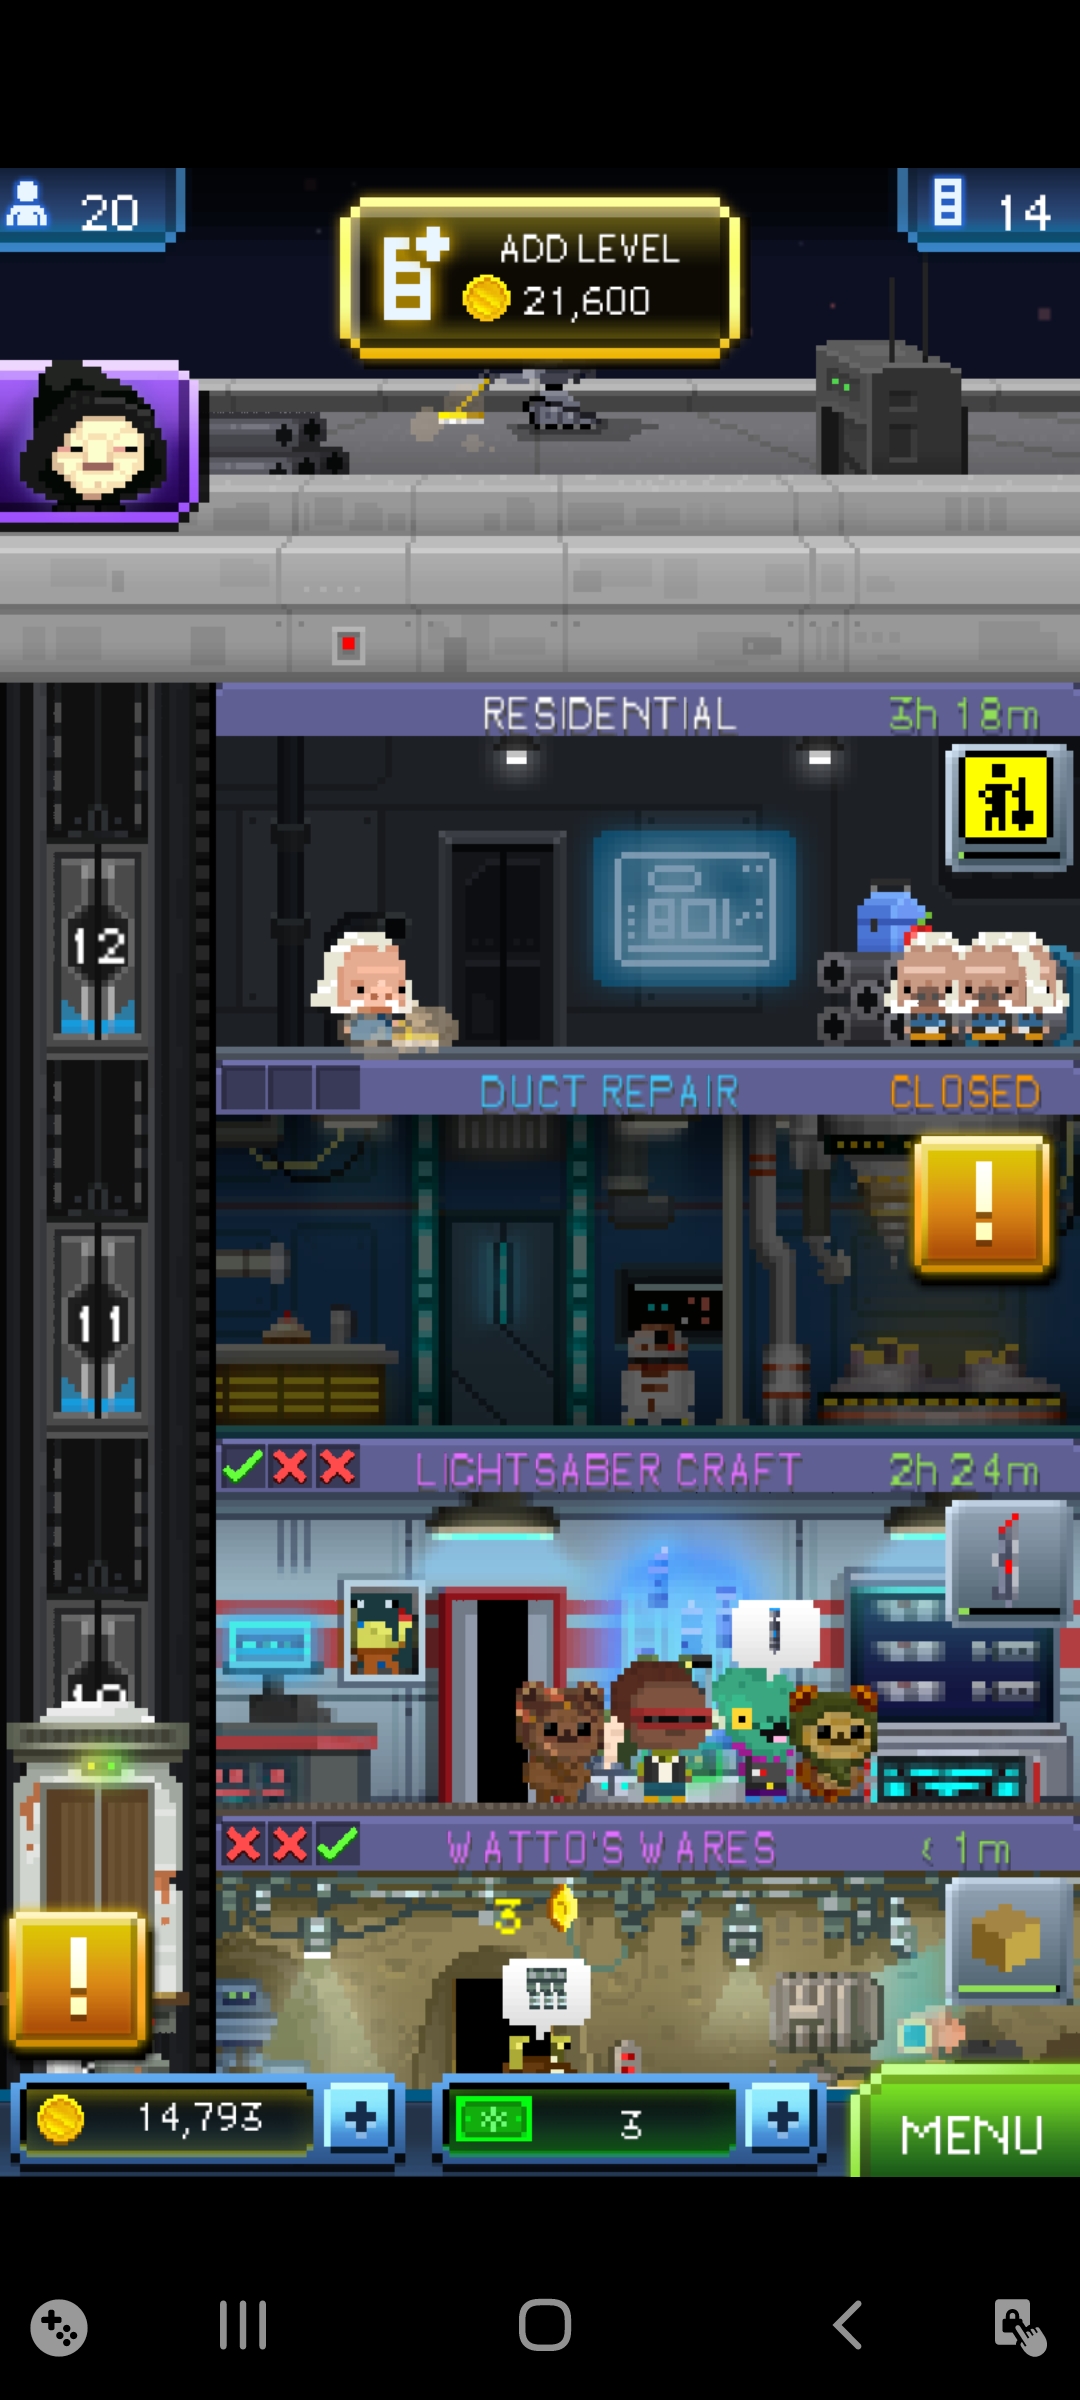 20
ADD LEVEL
21,600
14
RESIDENTIAL 3h 18m
12
DUCT REPAIR CLOSED
!
11
LIGHTSABER CRAFT 2h 24m
10
WATTO'S WARES < 1m
3
!
14,793
3
MENU